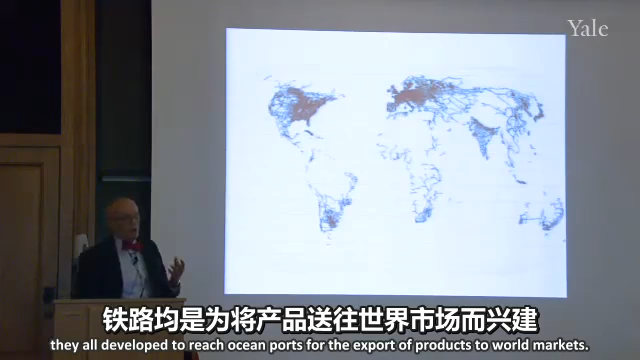 Yale
铁路均是为将产品送往世界市场而兴建
they all developed to reach ocean ports for the export of products to world markets.